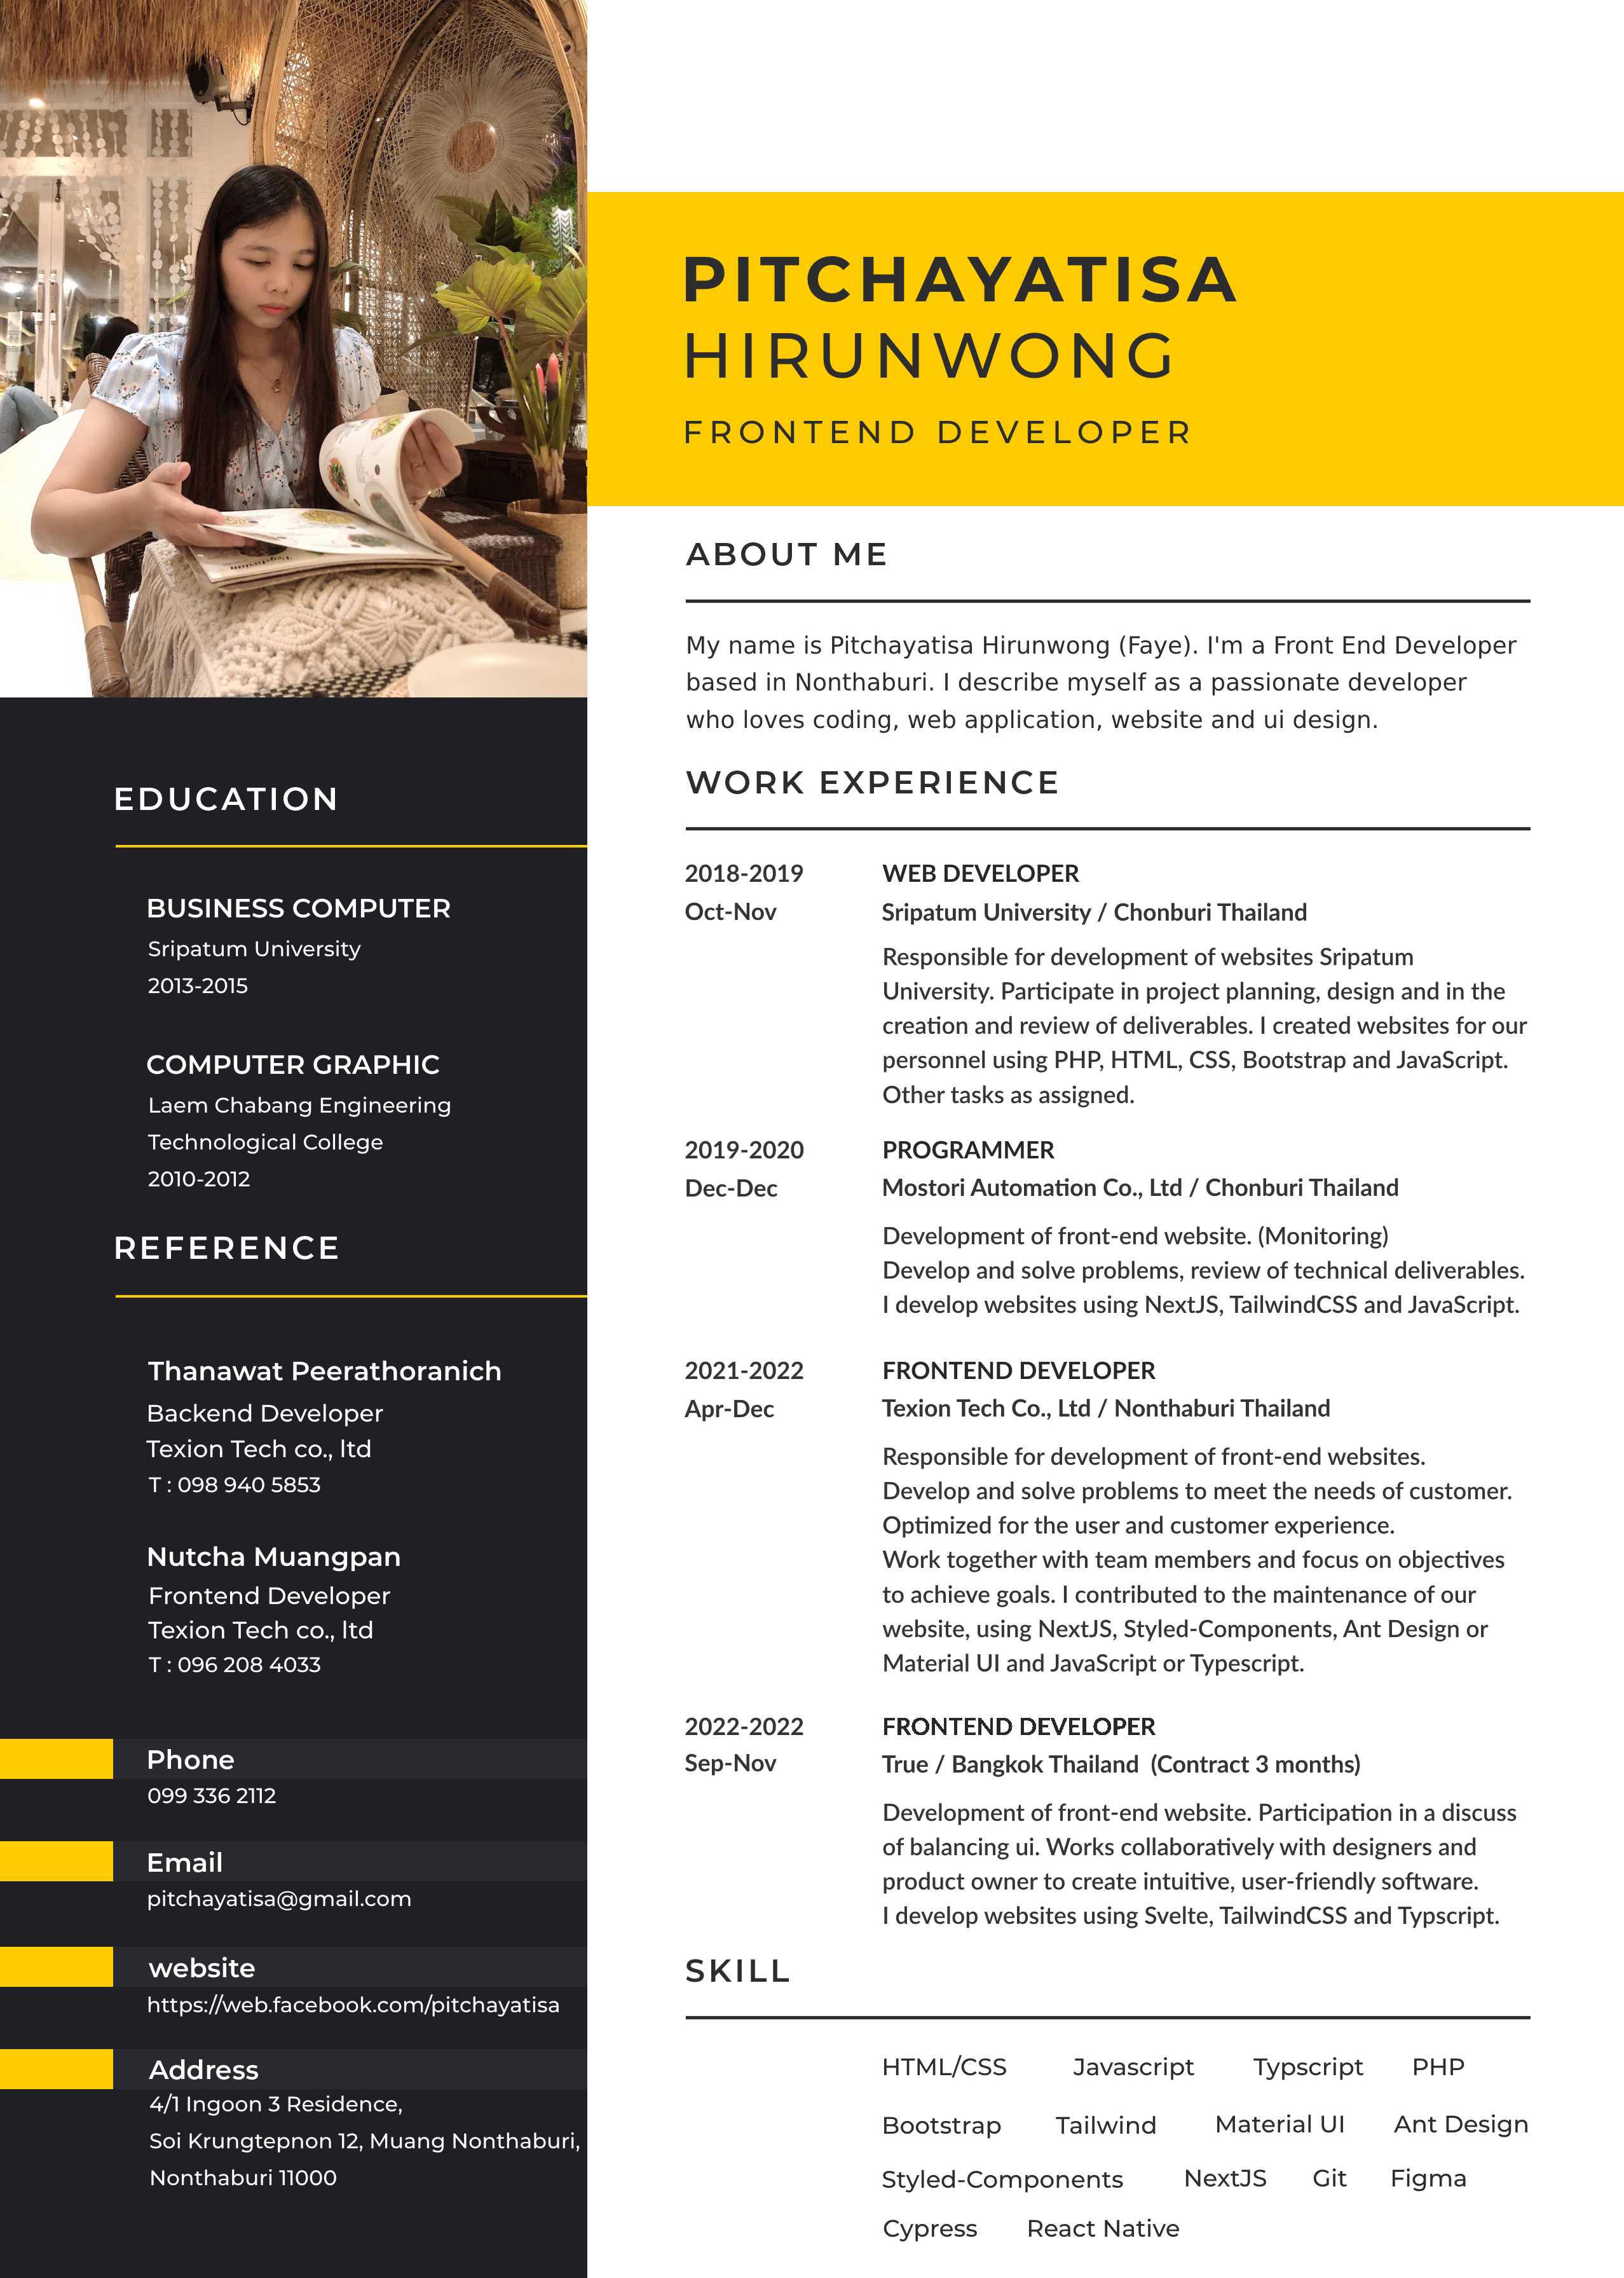 PITCHAYATISA
HIRUNWONG
FRONTEND DEVELOPER
ABOUT ME
My name is Pitchayatisa Hirunwong (Faye). I'm a Front End Developer
based in Nonthaburi. I describe myself as a passionate developer
who loves coding, web application, website and ui design.
WORK EXPERIENCE
2018-2019 WEB DEVELOPER
Oct-Nov Sripatum University / Chonburi Thailand
Responsible for development of websites Sripatum
University. Participate in project planning, design and in the
creation and review of deliverables. I created websites for our
personnel using PHP, HTML, CSS, Bootstrap and JavaScript.
Other tasks as assigned.
2019-2020 PROGRAMMER
Dec-Dec Mostori Automation Co., Ltd / Chonburi Thailand
Development of front-end website. (Monitoring)
Develop and solve problems, review of technical deliverables.
I develop websites using NextJS, TailwindCSS and JavaScript.
2021-2022 FRONTEND DEVELOPER
Apr-Dec Texion Tech Co., Ltd / Nonthaburi Thailand
Responsible for development of front-end websites.
Develop and solve problems to meet the needs of customer.
Optimized for the user and customer experience.
Work together with team members and focus on objectives
to achieve goals. I contributed to the maintenance of our
website, using NextJS, Styled-Components, Ant Design or
Material UI and JavaScript or Typescript.
2022-2022 FRONTEND DEVELOPER
Sep-Nov True / Bangkok Thailand (Contract 3 months)
Development of front-end website. Participation in a discuss
of balancing ui. Works collaboratively with designers and
product owner to create intuitive, user-friendly software.
I develop websites using Svelte, TailwindCSS and Typscript.
SKILL
HTML/CSS Javascript Typscript PHP
Bootstrap Tailwind Material UI Ant Design
Styled-Components NextJS Git Figma
Cypress React Native
EDUCATION
BUSINESS COMPUTER
Sripatum University
2013-2015
COMPUTER GRAPHIC
Laem Chabang Engineering
Technological College
2010-2012
REFERENCE
Thanawat Peerathoranich
Backend Developer
Texion Tech co., ltd
T : 098 940 5853
Nutcha Muangpan
Frontend Developer
Texion Tech co., ltd
T : 096 208 4033
Phone
099 336 2112
Email
pitchayatisa@gmail.com
website
https://web.facebook.com/pitchayatisa
Address
4/1 Ingoon 3 Residence,
Soi Krungtepnon 12, Muang Nonthaburi,
Nonthaburi 11000